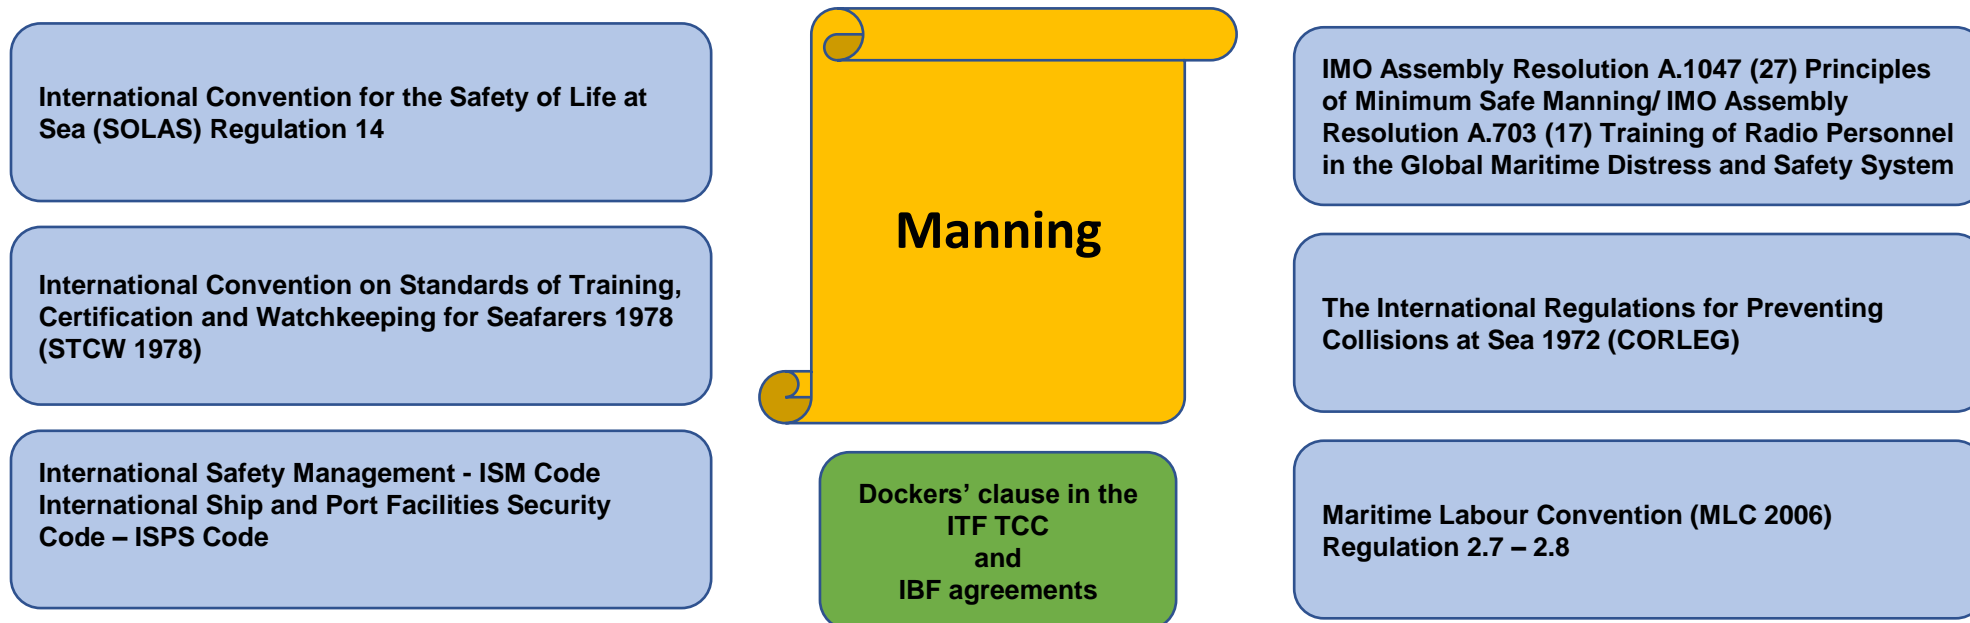 International Convention for the Safety of Life at
Sea (SOLAS) Regulation 14
International Convention on Standards of Training,
Certification and Watchkeeping for Seafarers 1978
(STCW 1978)
International Safety Management - ISM Code
International Ship and Port Facilities Security
Code – ISPS Code
Manning
Dockers’ clause in the
ITF TCC
and
IBF agreements
IMO Assembly Resolution A.1047 (27) Principles
of Minimum Safe Manning/ IMO Assembly
Resolution A.703 (17) Training of Radio Personnel
in the Global Maritime Distress and Safety System
The International Regulations for Preventing
Collisions at Sea 1972 (CORLEG)
Maritime Labour Convention (MLC 2006)
Regulation 2.7 – 2.8